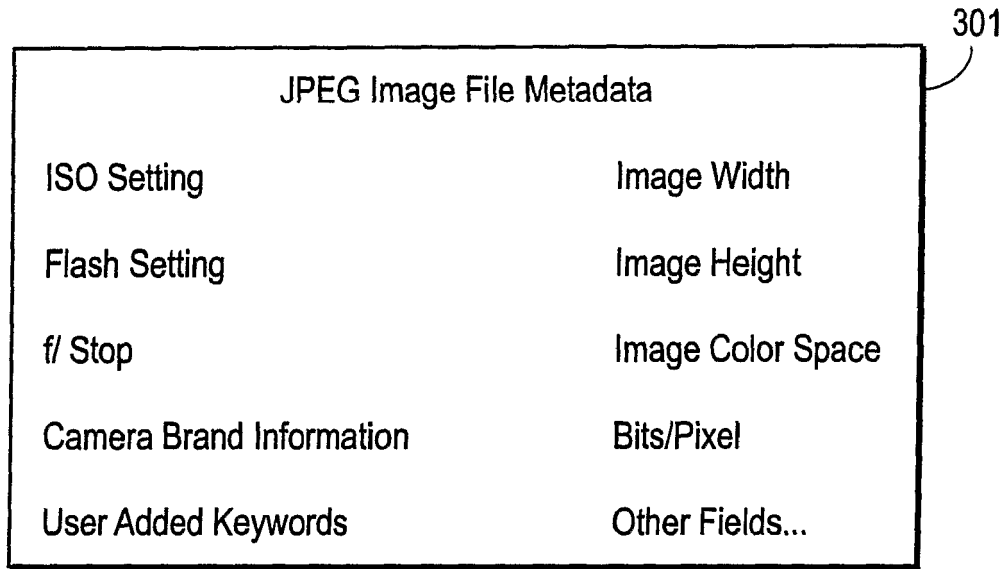 301
JPEG Image File Metadata
ISO Setting
Image Width
Flash Setting
Image Height
f/ Stop
Image Color Space
Camera Brand Information
Bits/Pixel
User Added Keywords
Other Fields...